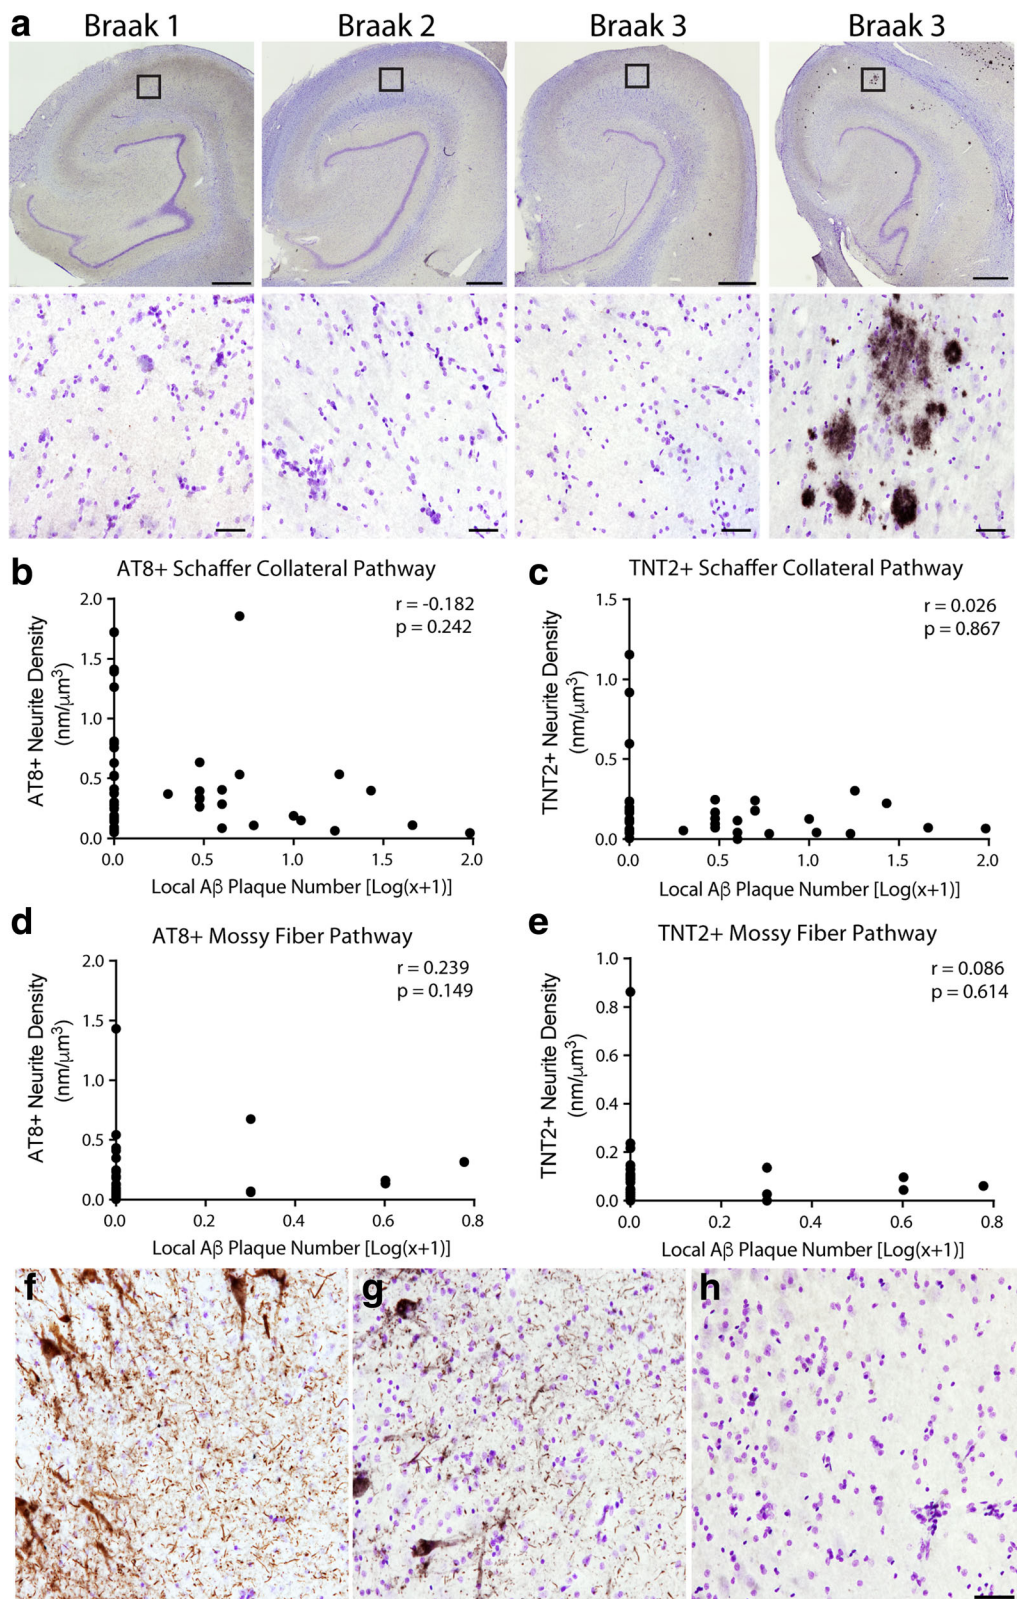 a
Braak 1
Braak 2
Braak 3
Braak 3
b
AT8+ Schaffer Collateral Pathway
r = -0.182
p = 0.242
AT8+ Neurite Density
(nm/μm³)
2.0
1.5
1.0
0.5
0.0
0.0 0.5 1.0 1.5 2.0
Local Aβ Plaque Number [Log(x+1)]
c
TNT2+ Schaffer Collateral Pathway
r = 0.026
p = 0.867
TNT2+ Neurite Density
(nm/μm³)
1.5
1.0
0.5
0.0
0.0 0.5 1.0 1.5 2.0
Local Aβ Plaque Number [Log(x+1)]
d
AT8+ Mossy Fiber Pathway
r = 0.239
p = 0.149
AT8+ Neurite Density
(nm/μm³)
2.0
1.5
1.0
0.5
0.0
0.0 0.2 0.4 0.6 0.8
Local Aβ Plaque Number [Log(x+1)]
e
TNT2+ Mossy Fiber Pathway
r = 0.086
p = 0.614
TNT2+ Neurite Density
(nm/μm³)
1.0
0.8
0.6
0.4
0.2
0.0
0.0 0.2 0.4 0.6 0.8
Local Aβ Plaque Number [Log(x+1)]
f
g
h